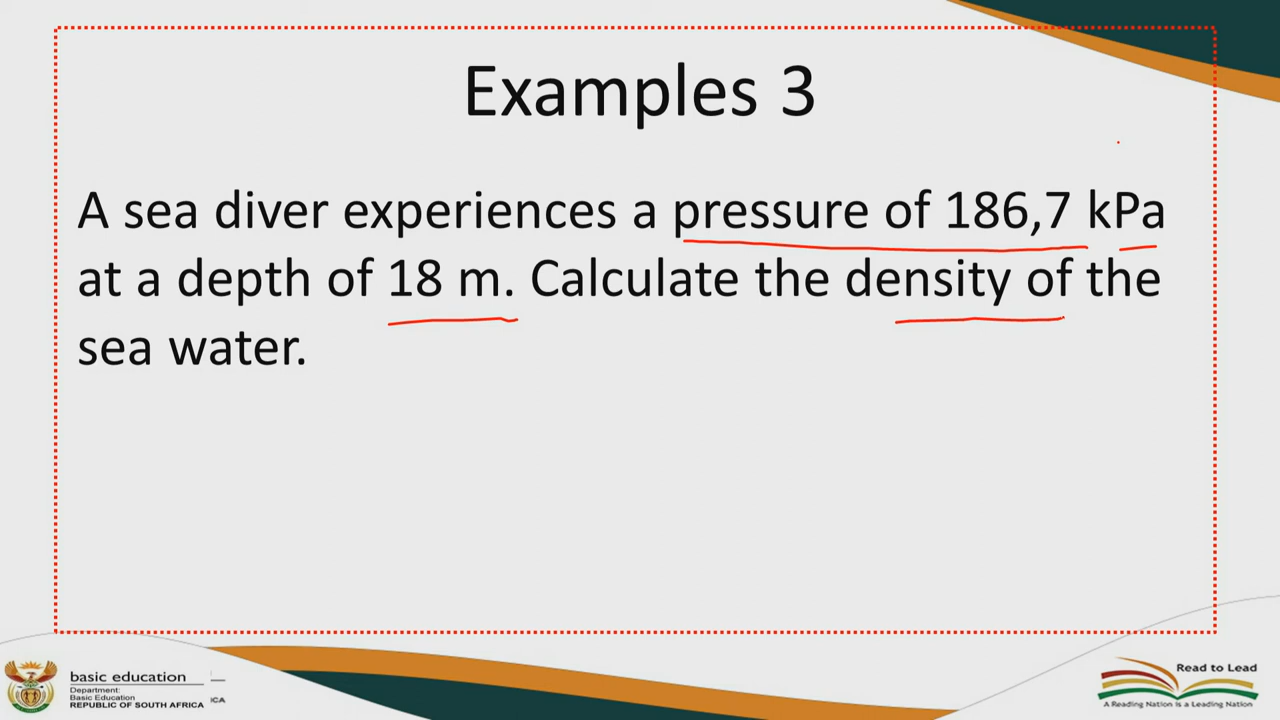 Examples 3
A sea diver experiences a pressure of 186,7 kPa
at a depth of 18 m. Calculate the density of the
sea water.
basic education
Department:
Basic Education
REPUBLIC OF SOUTH AFRICA
ICA
Read to Lead
A Reading Nation is a Leading Nation